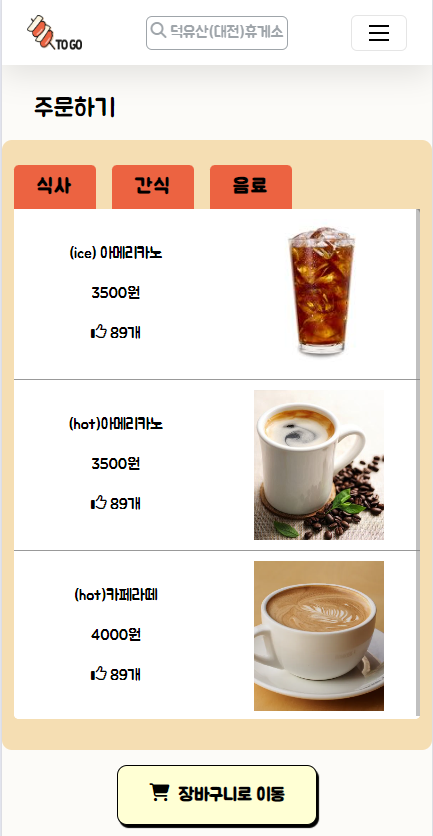 TO GO
덕유산(대전)휴게소
주문하기
식사 간식 음료
(ice) 아메리카노
3500원
89개
(hot)아메리카노
3500원
89개
(hot)카페라떼
4000원
89개
장바구니로 이동